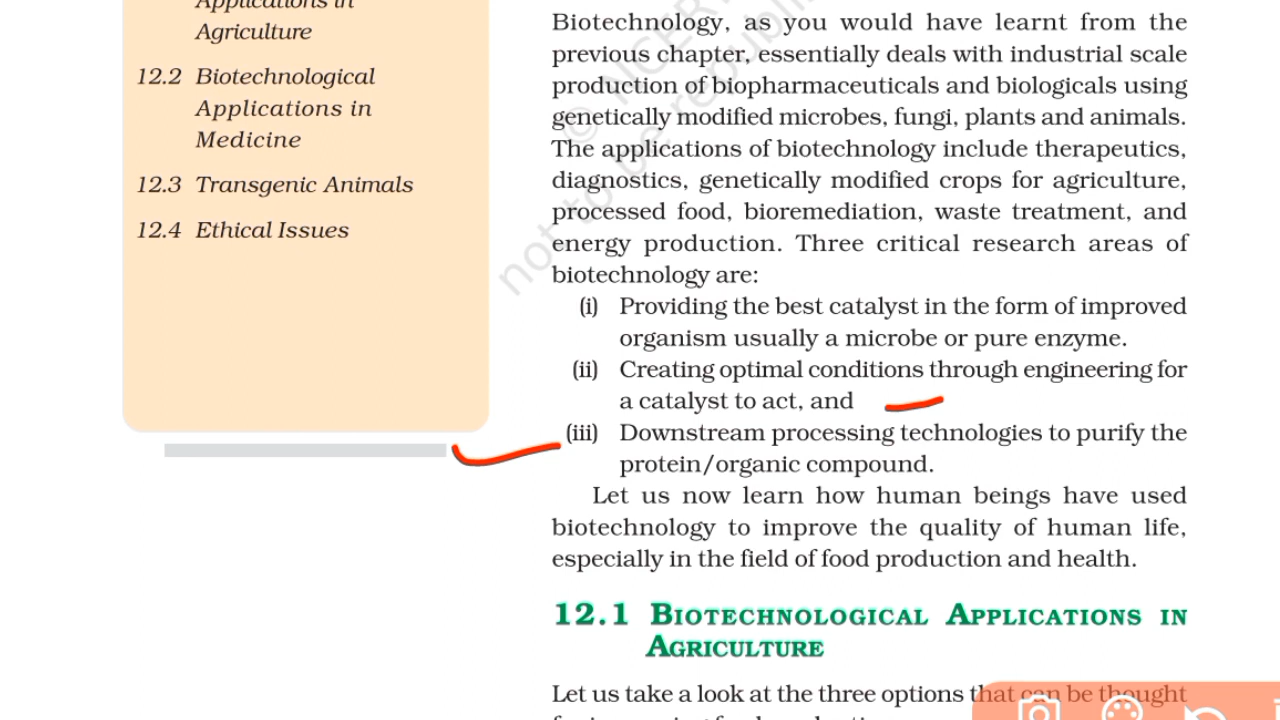 Applications in
Agriculture
12.2 Biotechnological
Applications in
Medicine
12.3 Transgenic Animals
12.4 Ethical Issues
Biotechnology, as you would have learnt from the
previous chapter, essentially deals with industrial scale
production of biopharmaceuticals and biologicals using
genetically modified microbes, fungi, plants and animals.
The applications of biotechnology include therapeutics,
diagnostics, genetically modified crops for agriculture,
processed food, bioremediation, waste treatment, and
energy production. Three critical research areas of
biotechnology are:
(i) Providing the best catalyst in the form of improved
organism usually a microbe or pure enzyme.
(ii) Creating optimal conditions through engineering for
a catalyst to act, and
(iii) Downstream processing technologies to purify the
protein/organic compound.
Let us now learn how human beings have used
biotechnology to improve the quality of human life,
especially in the field of food production and health.
12.1 BIOTECHNOLOGICAL APPLICATIONS IN
AGRICULTURE
Let us take a look at the three options that can be thought
© NCERT
not to be republi